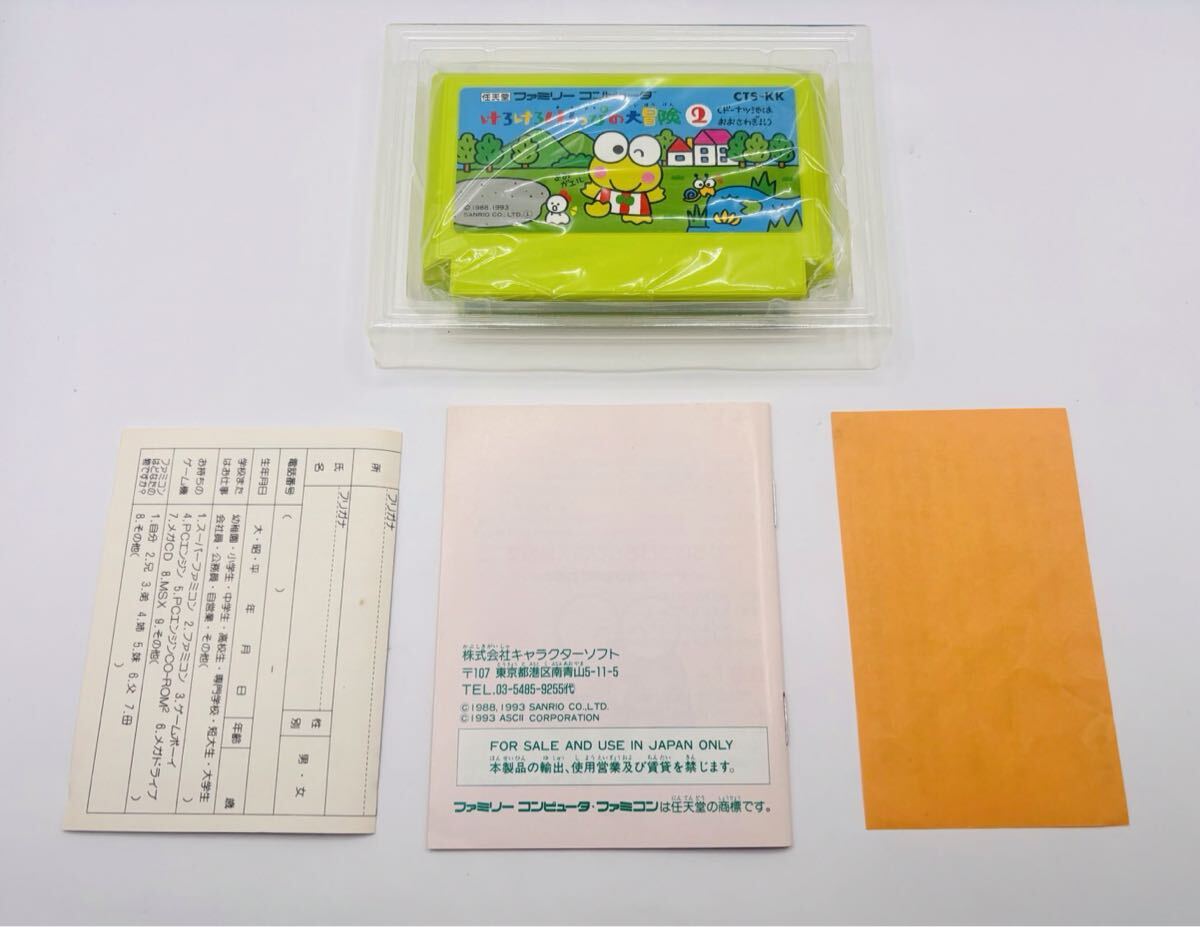 任天堂 ファミリー コンピュータ CTS-KK
けろけろけろっぴの大冒険2
ドーナツ池は
おおさわぎ!
©1988,1993
SANRIO CO.,LTD.
フリガナ
所
フリガナ
氏名
性別
男・女
電話番号 ( ) −
生年月日 大・昭・平 年 月 日 年齢 歳
学校または お仕事
幼稚園・小学生・中学生・高校生・専門学校・短大生・大学生
会社員・公務員・自営業・その他(
お持ちのゲーム機
1.スーパーファミコン 2.ファミコン 3.ゲームボーイ
4.PCエンジン 5.PCエンジンCD-ROM² 6.メガドライブ
7.メガCD 8.MSX 9.その他( )
ファミコンはどなたの物ですか?
1.自分 2.兄 3.弟 4.姉 5.妹 6.父 7.母
8.その他( )
株式会社キャラクターソフト
〒107 東京都港区南青山5-11-5
TEL.03-5485-9255代
©1988,1993 SANRIO CO.,LTD.
©1993 ASCII CORPORATION
FOR SALE AND USE IN JAPAN ONLY
本製品の輸出、使用営業及び賃貸を禁じます。
ファミリー コンピュータ・ファミコンは任天堂の商標です。